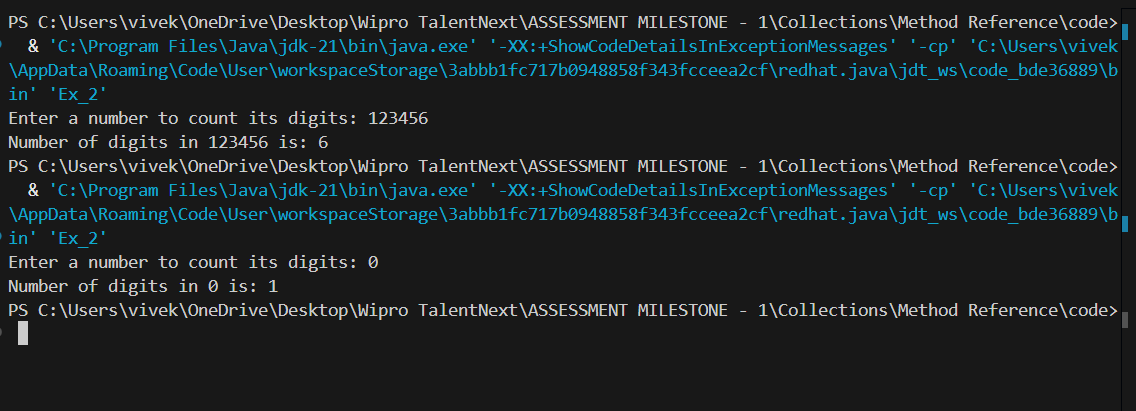 PS C:\Users\vivek\OneDrive\Desktop\Wipro TalentNext\ASSESSMENT MILESTONE - 1\Collections\Method Reference\code>
& 'C:\Program Files\Java\jdk-21\bin\java.exe' '-XX:+ShowCodeDetailsInExceptionMessages' '-cp' 'C:\Users\vivek
\AppData\Roaming\Code\User\workspaceStorage\3abbb1fc717b0948858f343fcceea2cf\redhat.java\jdt_ws\code_bde36889\b
in' 'Ex_2'
Enter a number to count its digits: 123456
Number of digits in 123456 is: 6
PS C:\Users\vivek\OneDrive\Desktop\Wipro TalentNext\ASSESSMENT MILESTONE - 1\Collections\Method Reference\code>
& 'C:\Program Files\Java\jdk-21\bin\java.exe' '-XX:+ShowCodeDetailsInExceptionMessages' '-cp' 'C:\Users\vivek
\AppData\Roaming\Code\User\workspaceStorage\3abbb1fc717b0948858f343fcceea2cf\redhat.java\jdt_ws\code_bde36889\b
in' 'Ex_2'
Enter a number to count its digits: 0
Number of digits in 0 is: 1
PS C:\Users\vivek\OneDrive\Desktop\Wipro TalentNext\ASSESSMENT MILESTONE - 1\Collections\Method Reference\code>